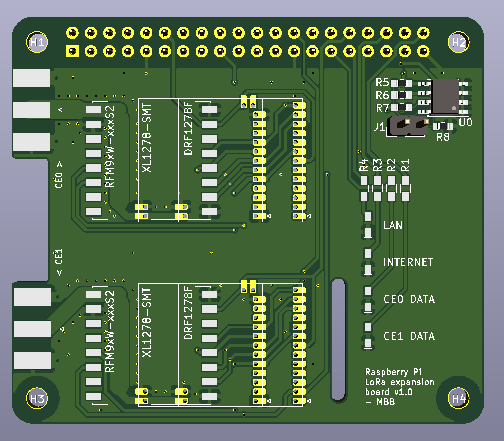 H1
H2
R5
R6
R7
U0
J1
R8
RFM9xW-xxxS2
XL1278-SMT
DRF1278F
< CE0 >
R4
R3
R2
R1
LAN
INTERNET
< CE1
CE0 DATA
CE1 DATA
RFM9xW-xxxS2
XL1278-SMT
DRF1278F
Raspberry Pi
LoRa expansion
board v1.0
- MBB
H3
H4